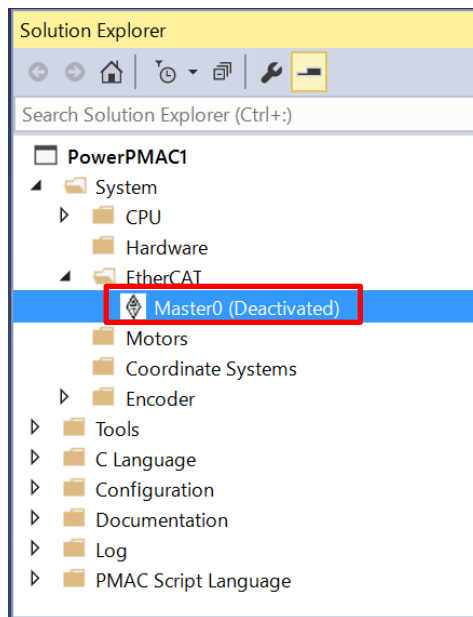 Solution Explorer
Search Solution Explorer (Ctrl+:)
PowerPMAC1
System
CPU
Hardware
EtherCAT
Master0 (Deactivated)
Motors
Coordinate Systems
Encoder
Tools
C Language
Configuration
Documentation
Log
PMAC Script Language